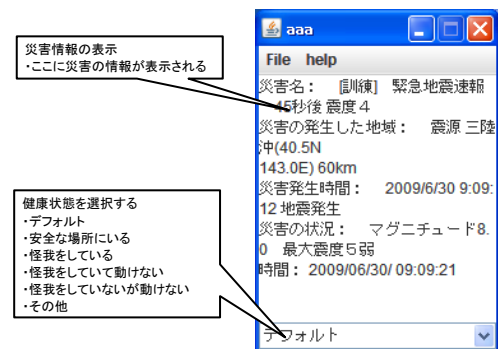 災害情報の表示
・ここに災害の情報が表示される
健康状態を選択する
・デフォルト
・安全な場所にいる
・怪我をしている
・怪我をしていて動けない
・怪我をしていないが動けない
・その他
aaa
File help
災害名： [訓練] 緊急地震速報
45秒後 震度４
災害の発生した地域： 震源 三陸
沖(40.5N
143.0E) 60km
災害発生時間： 2009/6/30 9:09:
12 地震発生
災害の状況： マグニチュード8.
0 最大震度５弱
時間： 2009/06/30/ 09:09:21
デフォルト